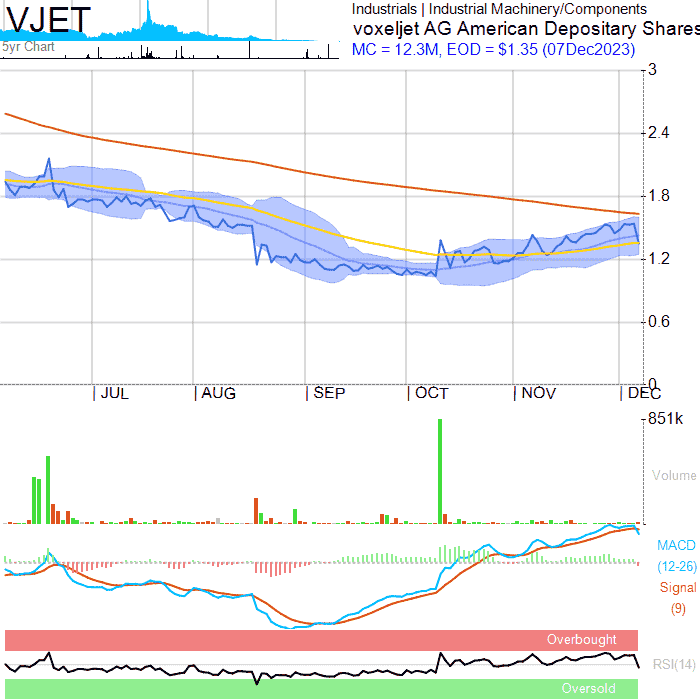 VJET
5yr Chart
Industrials | Industrial Machinery/Components
voxeljet AG American Depositary Shares
MC = 12.3M, EOD = $1.35 (07Dec2023)
3
2.4
1.8
1.2
0.6
0
JUL
AUG
SEP
OCT
NOV
DEC
851k
Volume
MACD
(12-26)
Signal
(9)
Overbought
RSI(14)
Oversold